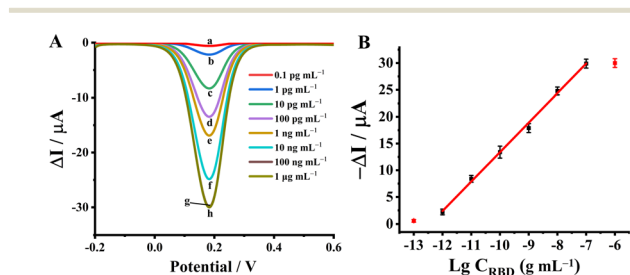 A
0
-10
-20
-30
ΔI / μA
-0.2
0.0
0.2
0.4
0.6
Potential / V
a
b
c
d
e
f
g
h
0.1 pg mL⁻¹
1 pg mL⁻¹
10 pg mL⁻¹
100 pg mL⁻¹
1 ng mL⁻¹
10 ng mL⁻¹
100 ng mL⁻¹
1 μg mL⁻¹
B
35
30
25
20
15
10
5
0
−ΔI / μA
-13
-12
-11
-10
-9
-8
-7
-6
Lg C_RBD (g mL⁻¹)